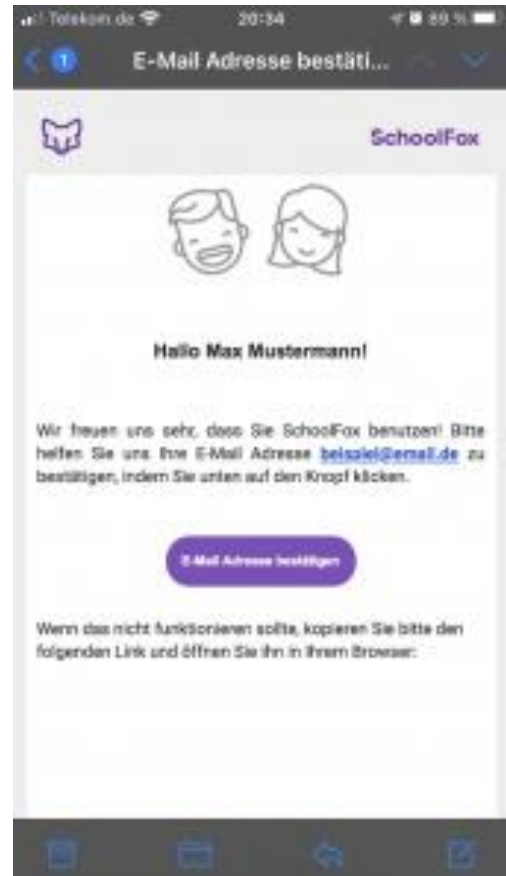 Telekom.de 20:34 89 %
1 E-Mail Adresse bestäti...
SchoolFox
Hallo Max Mustermann!
Wir freuen uns sehr, dass Sie SchoolFox benutzen! Bitte
helfen Sie uns Ihre E-Mail Adresse beispiel@email.de zu
bestätigen, indem Sie unten auf den Knopf klicken.
E-Mail Adresse bestätigen
Wenn das nicht funktionieren sollte, kopieren Sie bitte den
folgenden Link und öffnen Sie ihn in Ihrem Browser: